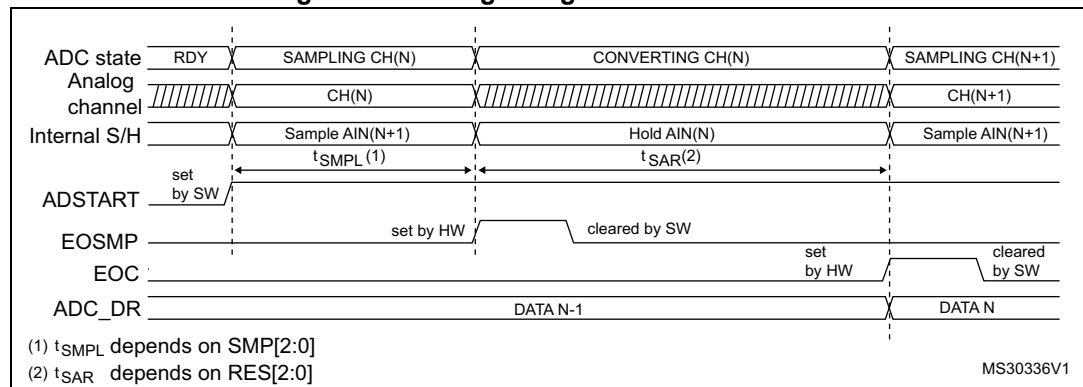 ADC state RDY SAMPLING CH(N) CONVERTING CH(N) SAMPLING CH(N+1)
Analog channel CH(N) CH(N+1)
Internal S/H Sample AIN(N+1) Hold AIN(N) Sample AIN(N+1)
tSMPL(1) tSAR(2)
ADSTART set by SW
EOSMP set by HW cleared by SW
EOC set by HW cleared by SW
ADC_DR DATA N-1 DATA N
(1) tSMPL depends on SMP[2:0]
(2) tSAR depends on RES[2:0]
MS30336V1